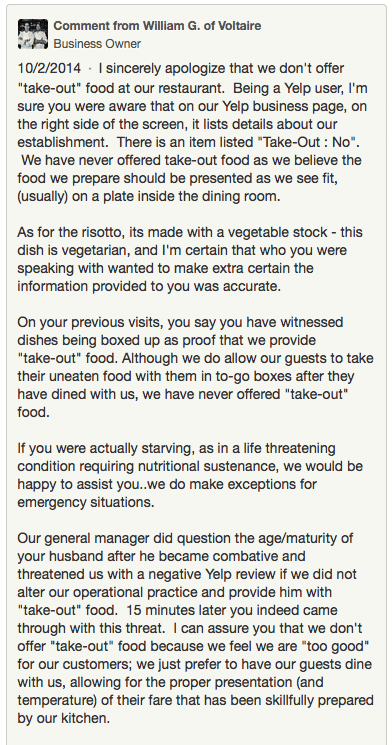 Comment from William G. of Voltaire
Business Owner
10/2/2014 · I sincerely apologize that we don't offer
"take-out" food at our restaurant.  Being a Yelp user, I'm
sure you were aware that on our Yelp business page, on
the right side of the screen, it lists details about our
establishment.  There is an item listed "Take-Out : No".
We have never offered take-out food as we believe the
food we prepare should be presented as we see fit,
(usually) on a plate inside the dining room.
As for the risotto, its made with a vegetable stock - this
dish is vegetarian, and I'm certain that who you were
speaking with wanted to make extra certain the
information provided to you was accurate.
On your previous visits, you say you have witnessed
dishes being boxed up as proof that we provide
"take-out" food. Although we do allow our guests to take
their uneaten food with them in to-go boxes after they
have dined with us, we have never offered "take-out"
food.
If you were actually starving, as in a life threatening
condition requiring nutritional sustenance, we would be
happy to assist you..we do make exceptions for
emergency situations.
Our general manager did question the age/maturity of
your husband after he became combative and
threatened us with a negative Yelp review if we did not
alter our operational practice and provide him with
"take-out" food.  15 minutes later you indeed came
through with this threat.  I can assure you that we don't
offer "take-out" food because we feel we are "too good"
for our customers; we just prefer to have our guests dine
with us, allowing for the proper presentation (and
temperature) of their fare that has been skillfully prepared
by our kitchen.